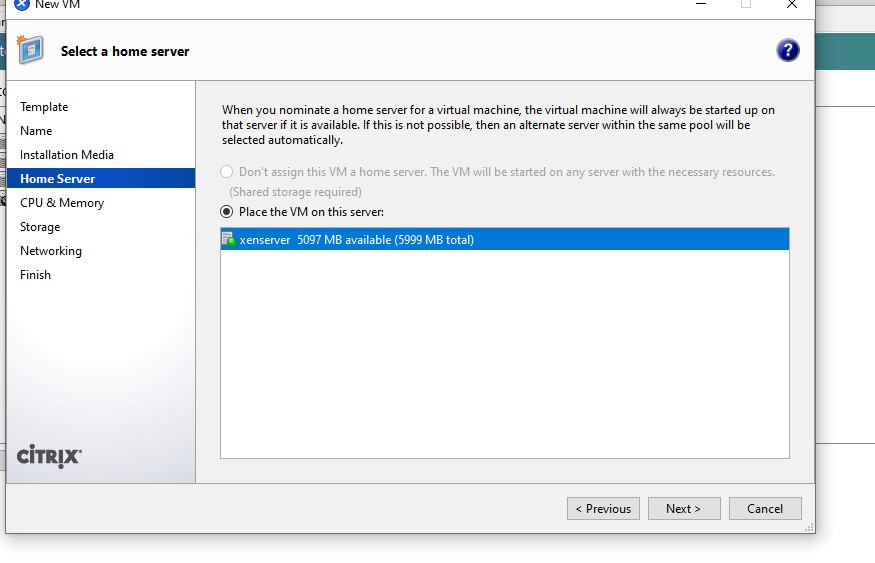 New VM
Select a home server
?
Template
Name
Installation Media
Home Server
CPU & Memory
Storage
Networking
Finish
When you nominate a home server for a virtual machine, the virtual machine will always be started up on
that server if it is available. If this is not possible, then an alternate server within the same pool will be
selected automatically.
Don't assign this VM a home server. The VM will be started on any server with the necessary resources.
(Shared storage required)
Place the VM on this server:
xenserver 5097 MB available (5999 MB total)
CITRIX
< Previous
Next >
Cancel